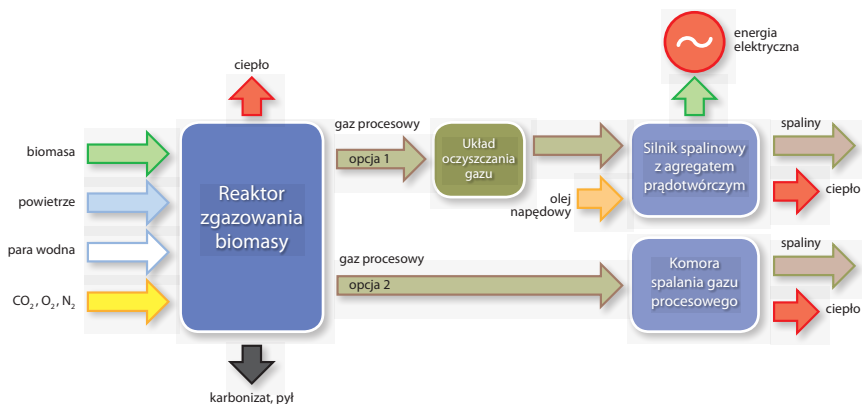 energia
elektryczna
ciepło
biomasa
powietrze
para wodna
CO₂, O₂, N₂
Reaktor
zgazowania
biomasy
gaz procesowy
opcja 1
Układ
oczyszczania
gazu
olej
napędowy
Silnik spalinowy
z agregatem
prądotwórczym
spaliny
ciepło
gaz procesowy
opcja 2
Komora
spalania gazu
procesowego
spaliny
ciepło
karbonizat, pył